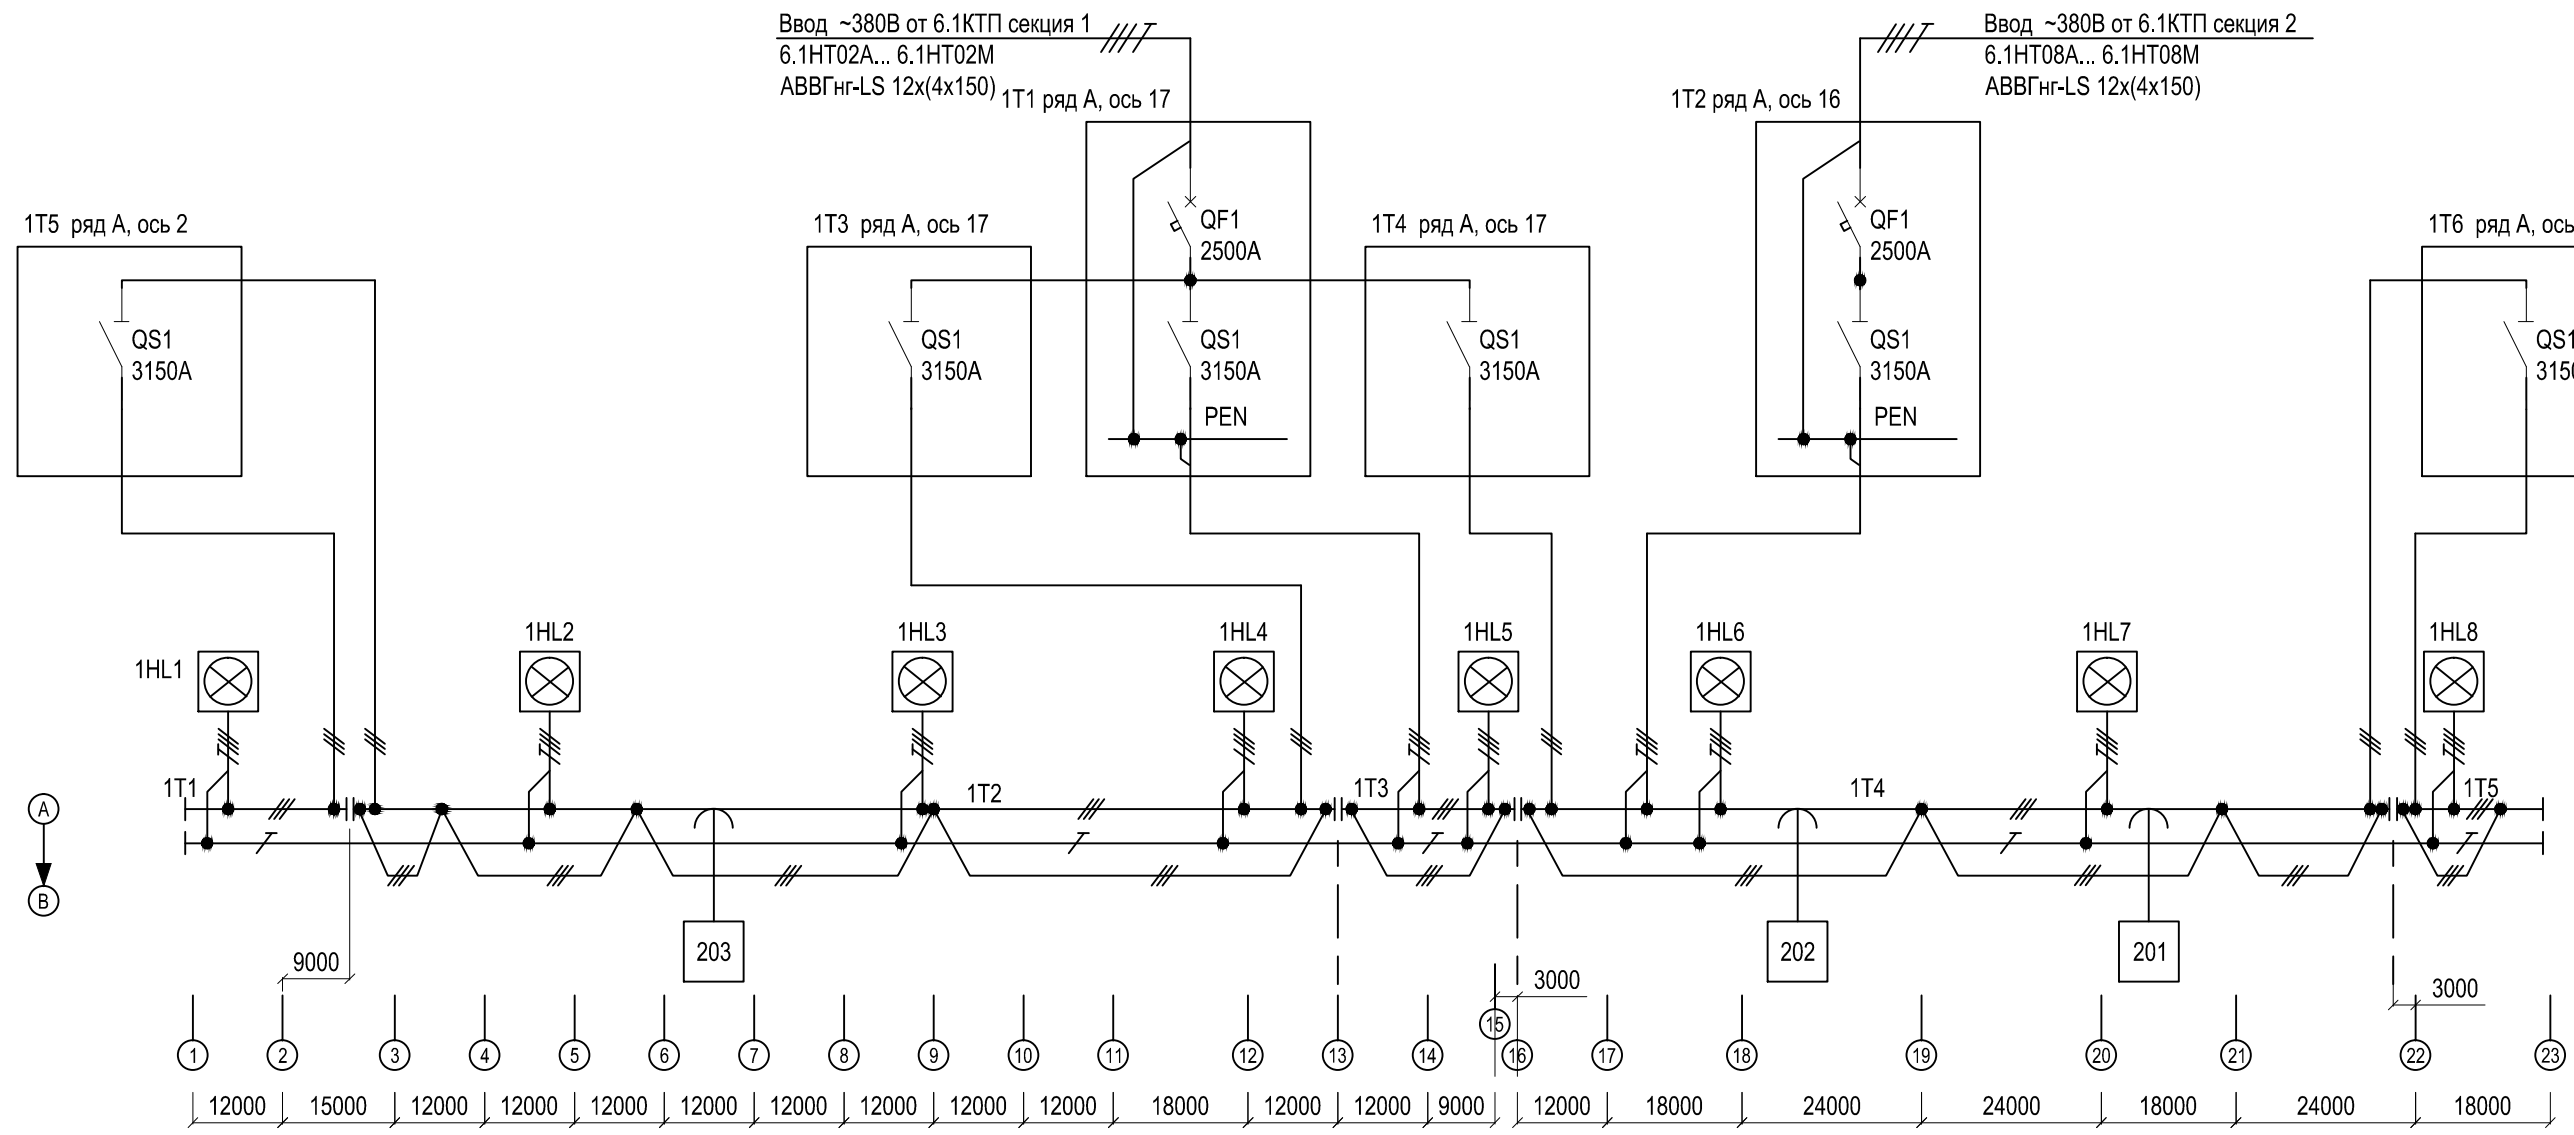 Ввод ~380В от 6.1КТП секция 1
6.1НТ02А... 6.1НТ02М
АВВГнг-LS 12х(4х150)
Ввод ~380В от 6.1КТП секция 2
6.1НТ08А... 6.1НТ08М
АВВГнг-LS 12х(4х150)
1Т1 ряд А, ось 17
1Т2 ряд А, ось 16
1Т5 ряд А, ось 2
1Т3 ряд А, ось 17
1Т4 ряд А, ось 17
1Т6 ряд А, ось
QF1
2500А
QF1
2500А
QS1
3150А
QS1
3150А
QS1
3150А
QS1
3150А
QS1
3150А
QS1
315
PEN
PEN
1HL1
1HL2
1HL3
1HL4
1HL5
1HL6
1HL7
1HL8
1Т1
1Т2
1Т3
1Т4
1Т5
А
В
203
202
201
9000
3000
3000
1 2 3 4 5 6 7 8 9 10 11 12 13 14 15 16 17 18 19 20 21 22 23
12000 15000 12000 12000 12000 12000 12000 12000 12000 12000 18000 12000 12000 9000 12000 18000 24000 24000 18000 24000 18000